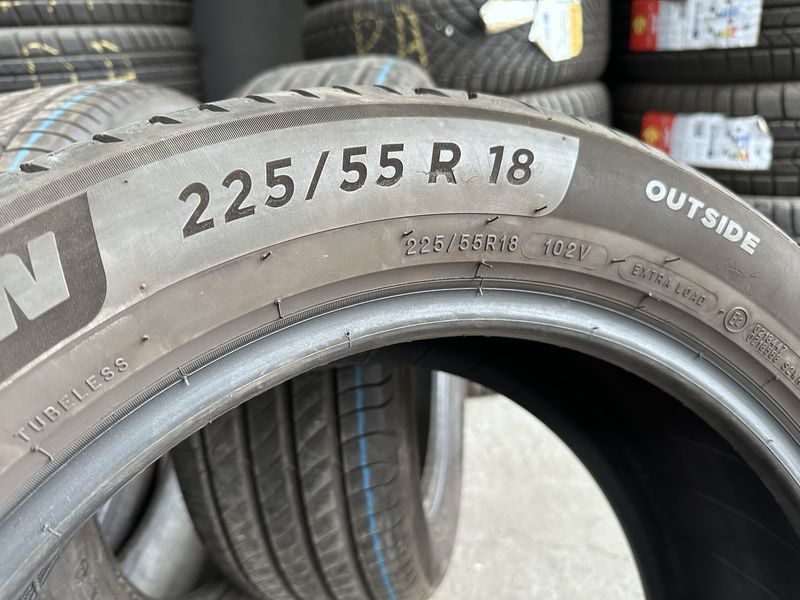 225/55 R 18
OUTSIDE
225/55R18 102V EXTRA LOAD
TUBELESS